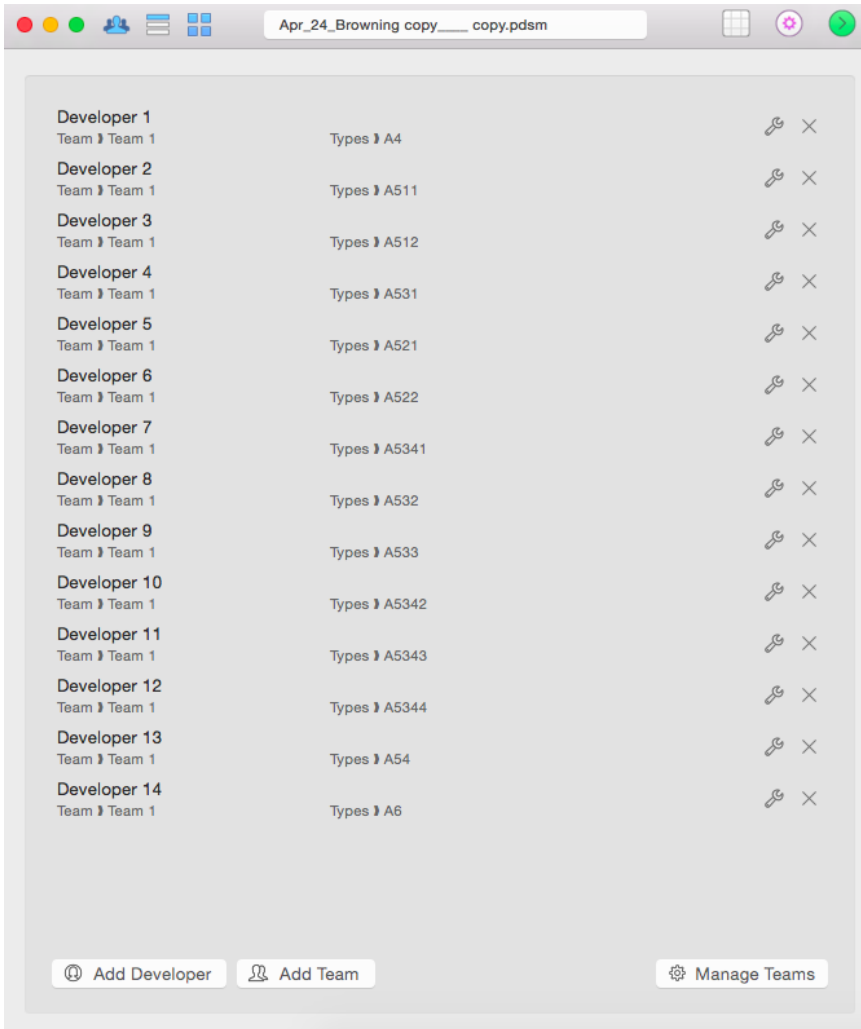 Apr_24_Browning copy____ copy.pdsm
Developer 1
Team ⦘ Team 1 Types ⦘ A4
Developer 2
Team ⦘ Team 1 Types ⦘ A511
Developer 3
Team ⦘ Team 1 Types ⦘ A512
Developer 4
Team ⦘ Team 1 Types ⦘ A531
Developer 5
Team ⦘ Team 1 Types ⦘ A521
Developer 6
Team ⦘ Team 1 Types ⦘ A522
Developer 7
Team ⦘ Team 1 Types ⦘ A5341
Developer 8
Team ⦘ Team 1 Types ⦘ A532
Developer 9
Team ⦘ Team 1 Types ⦘ A533
Developer 10
Team ⦘ Team 1 Types ⦘ A5342
Developer 11
Team ⦘ Team 1 Types ⦘ A5343
Developer 12
Team ⦘ Team 1 Types ⦘ A5344
Developer 13
Team ⦘ Team 1 Types ⦘ A54
Developer 14
Team ⦘ Team 1 Types ⦘ A6
Add Developer Add Team Manage Teams